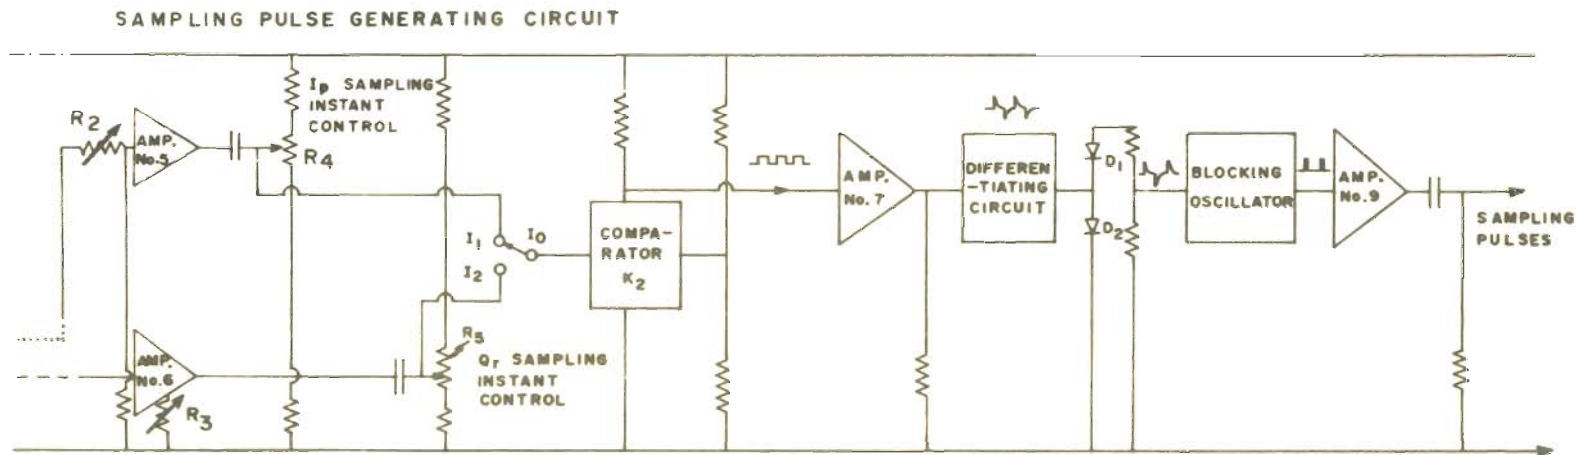 SAMPLING PULSE GENERATING CIRCUIT
R2
AMP.
No.5
Ip SAMPLING
INSTANT
CONTROL
R4
I1
I0
I2
COMPA-
RATOR
K2
AMP.
No.7
DIFFEREN
-TIATING
CIRCUIT
D1
D2
BLOCKING
OSCILLATOR
AMP.
No.9
SAMPLING
PULSES
AMP.
No.6
R3
R5
Qr SAMPLING
INSTANT
CONTROL